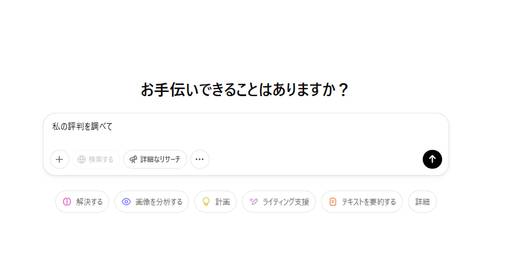 お手伝いできることはありますか？
私の評判を調べて
検索する 詳細なリサーチ
解決する 画像を分析する 計画 ライティング支援 テキストを要約する 詳細